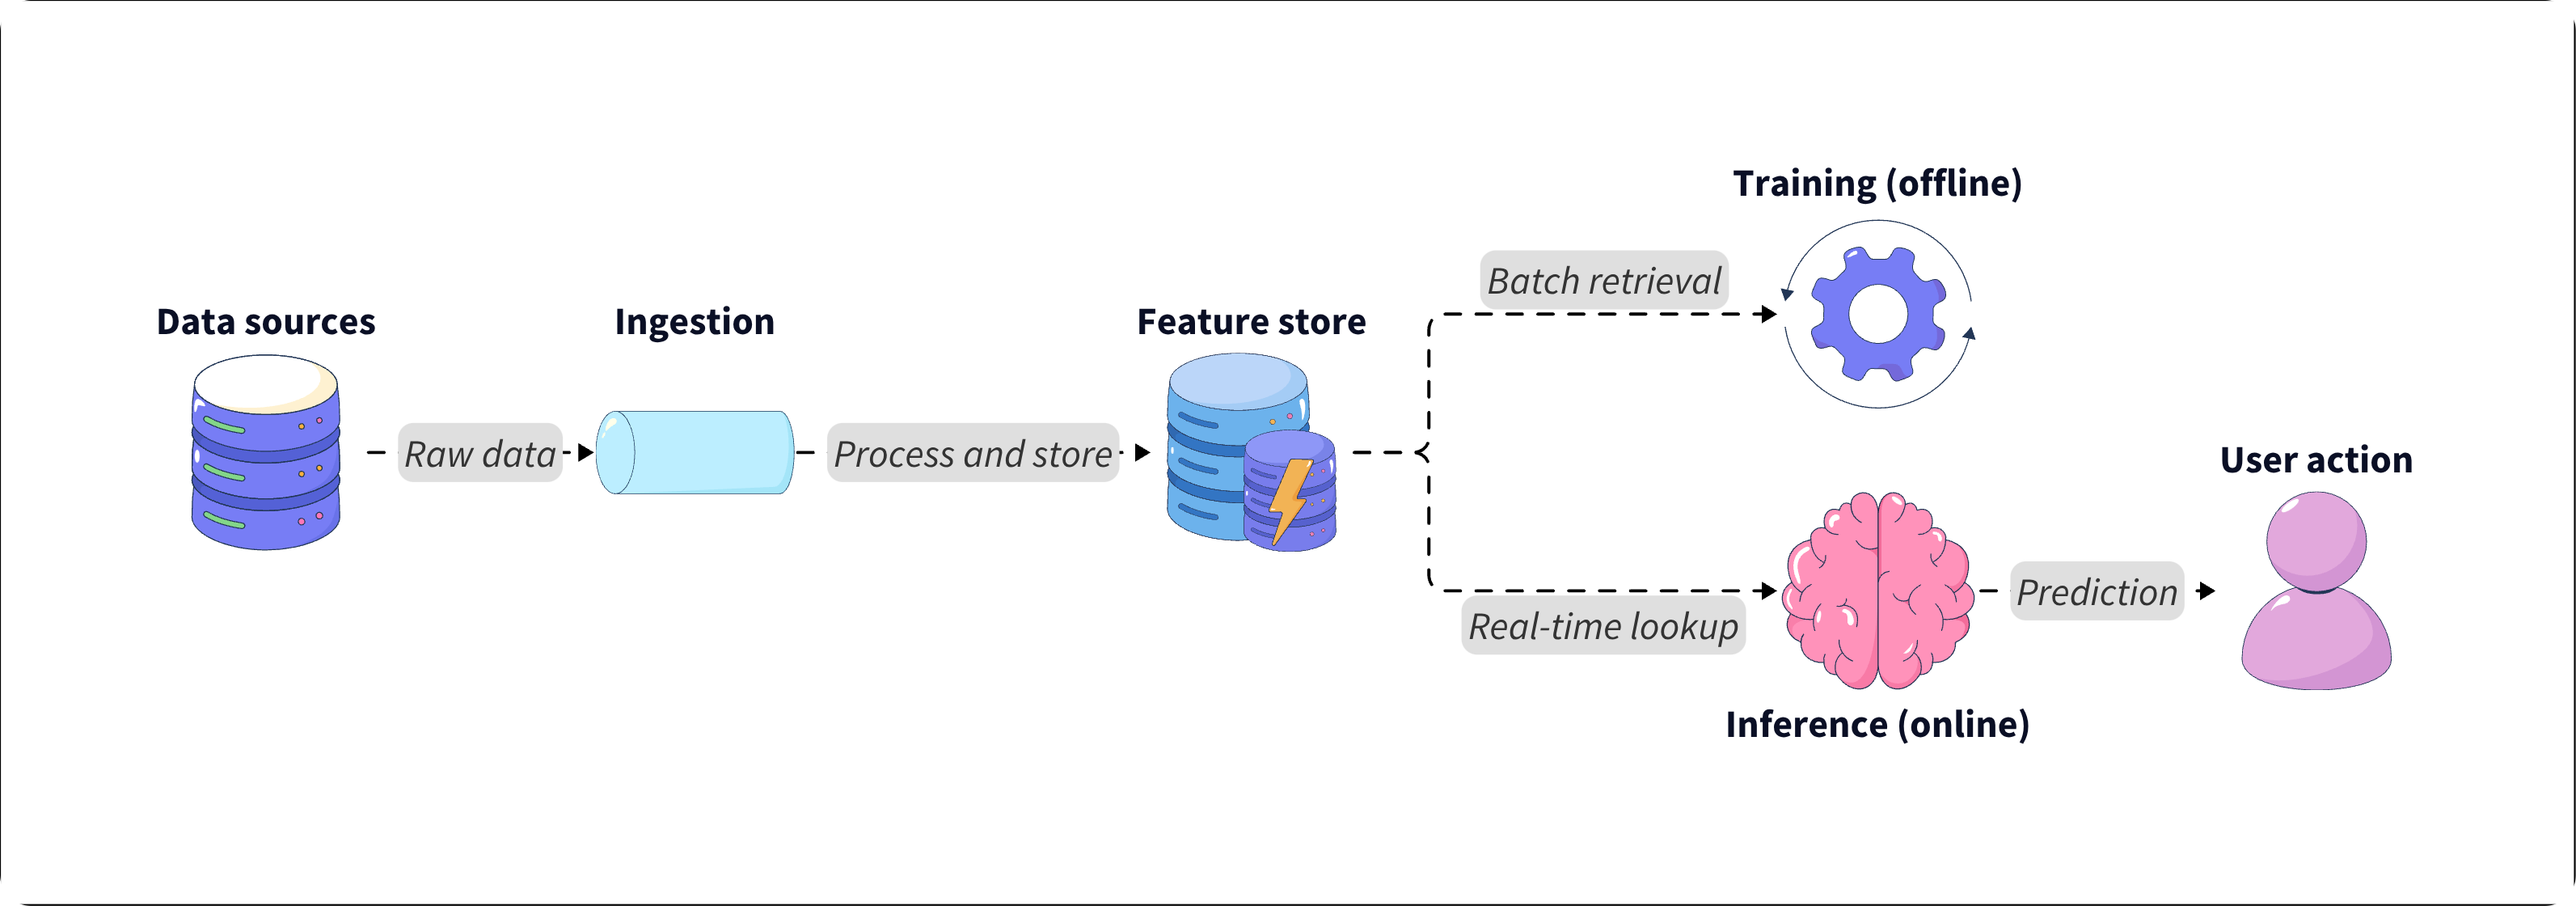 Data sources
Raw data
Ingestion
Process and store
Feature store
Batch retrieval
Training (offline)
Real-time lookup
Inference (online)
Prediction
User action